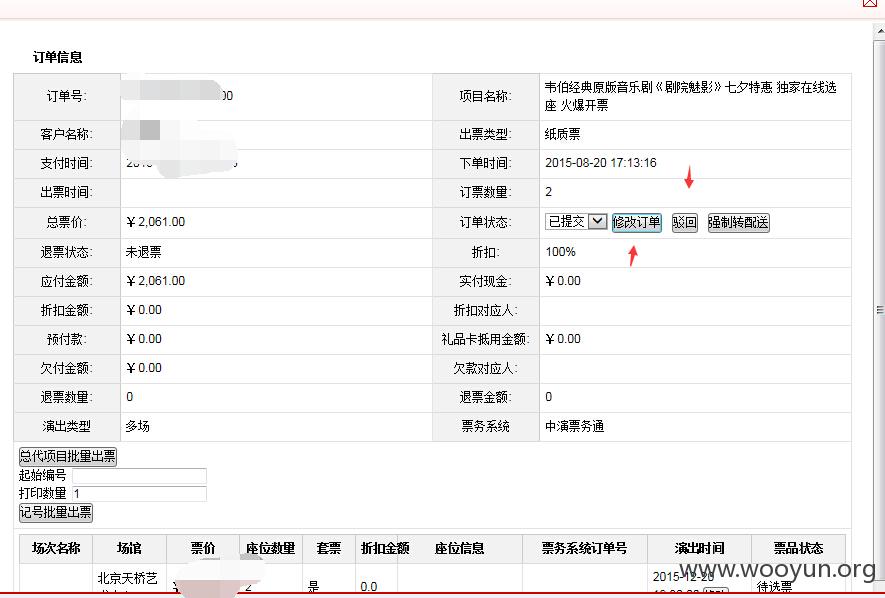 订单信息
订单号: 00 项目名称: 韦伯经典原版音乐剧《剧院魅影》七夕特惠 独家在线选
座 火爆开票
客户名称: 出票类型: 纸质票
支付时间: 下单时间: 2015-08-20 17:13:16
出票时间: 订票数量: 2
总票价: ￥2,061.00 订单状态: 已提交 修改订单 驳回 强制转配送
退票状态: 未退票 折扣: 100%
应付金额: ￥2,061.00 实付现金: ￥0.00
折扣金额: ￥0.00 折扣对应人:
预付款: ￥0.00 礼品卡抵用金额: ￥0.00
欠付金额: ￥0.00 欠款对应人:
退票数量: 0 退票金额: 0
演出类型 多场 票务系统 中演票务通
总代项目批量出票
起始编号
打印数量 1
记号批量出票
场次名称 场馆 票价 座位数量 套票 折扣金额 座位信息 票务系统订单号 演出时间 票品状态
北京天桥艺 2 是 0.0 2015-12-20 待选票
www.wooyun.org